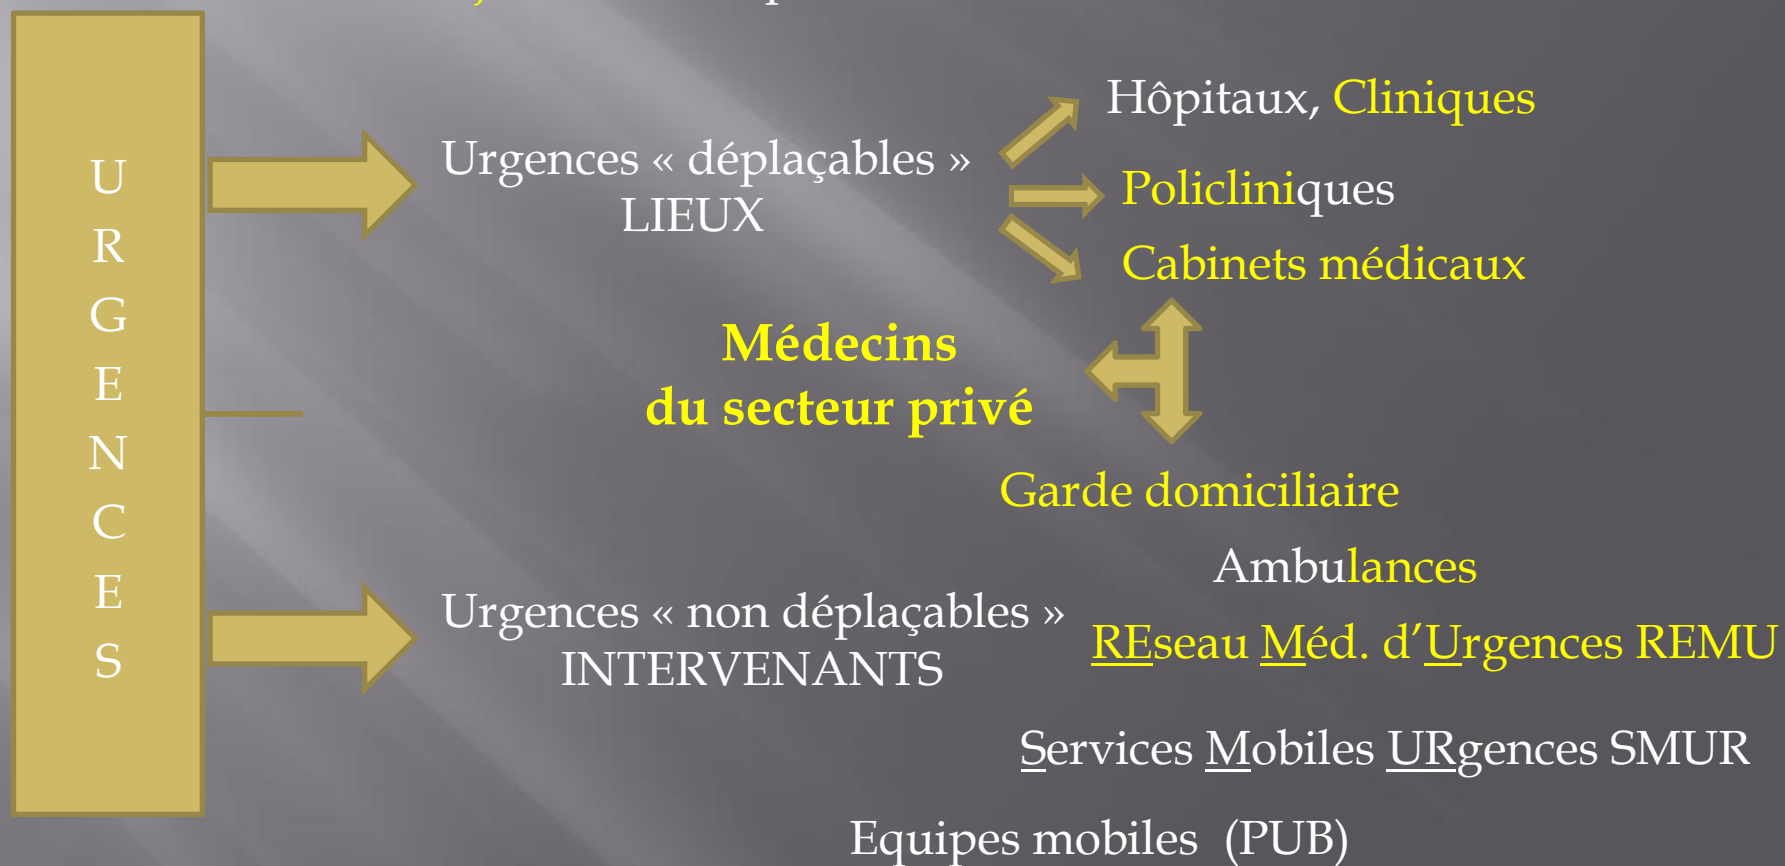 URGENCES
Urgences « déplaçables »
LIEUX
Hôpitaux, Cliniques
Policliniques
Cabinets médicaux
Médecins
du secteur privé
Garde domiciliaire
Ambulances
Urgences « non déplaçables »
INTERVENANTS
REseau Méd. d’Urgences REMU
Services Mobiles URgences SMUR
Equipes mobiles (PUB)